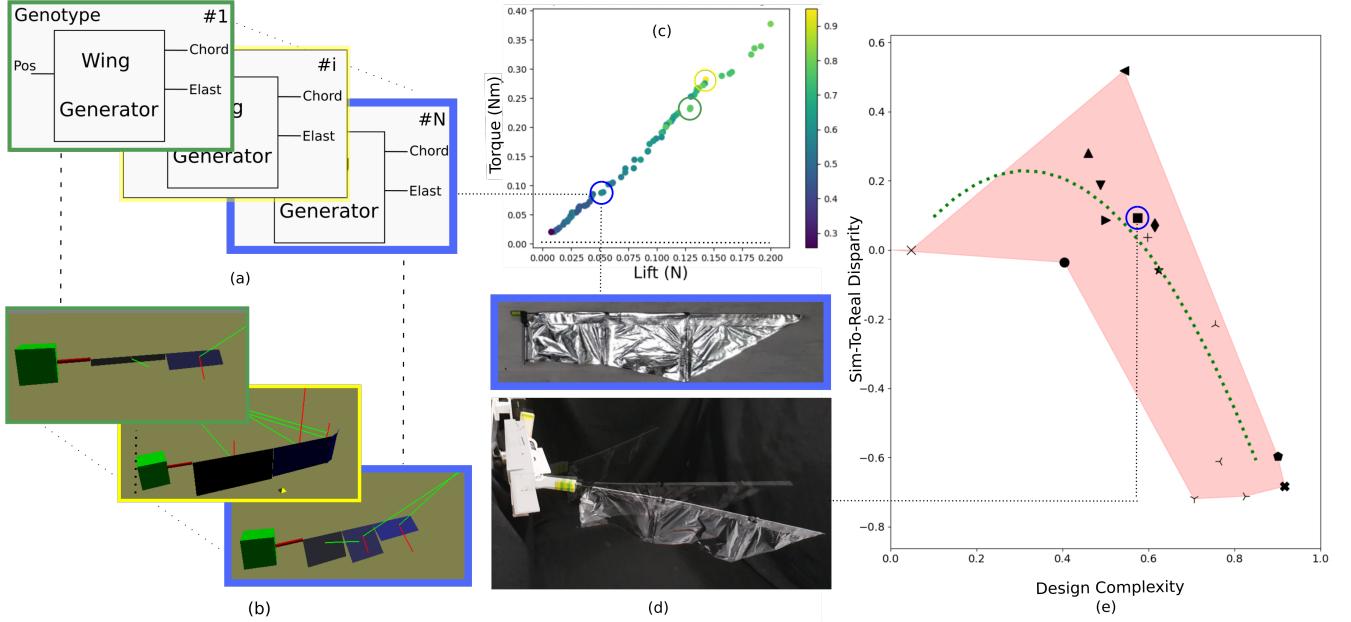 Genotype
#1
Pos
Wing
Generator
Chord
Elast
#i
g
Generator
Chord
Elast
#N
Generator
Chord
Elast
(a)
(b)
(c)
Torque (Nm)
0.40
0.35
0.30
0.25
0.20
0.15
0.10
0.05
0.00
0.000 0.025 0.050 0.075 0.100 0.125 0.150 0.175 0.200
Lift (N)
0.9
0.8
0.7
0.6
0.5
0.4
0.3
(d)
Sim-To-Real Disparity
0.6
0.4
0.2
0.0
−0.2
−0.4
−0.6
−0.8
0.0 0.2 0.4 0.6 0.8 1.0
Design Complexity
(e)